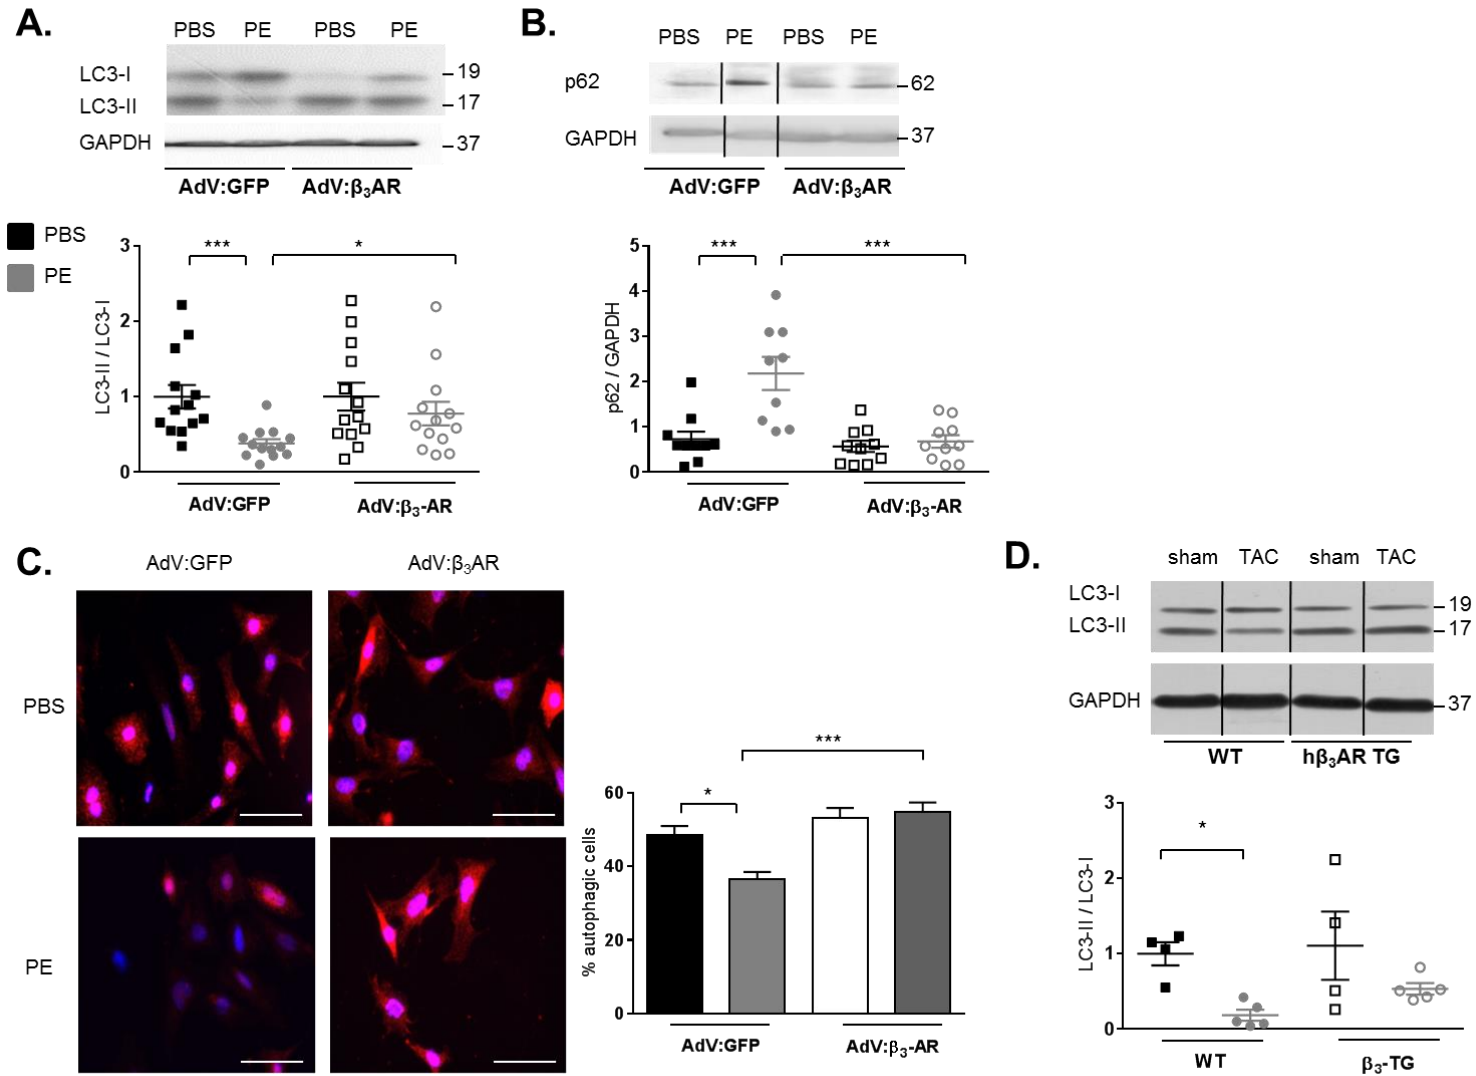 A.
PBS PE PBS PE
LC3-I
19
LC3-II
17
GAPDH
37
AdV:GFP AdV:β₃AR
PBS
PE
3
2
1
0
LC3-II / LC3-I
***
*
AdV:GFP AdV:β₃-AR
B.
PBS PE PBS PE
p62
62
GAPDH
37
AdV:GFP AdV:β₃AR
5
4
3
2
1
0
p62 / GAPDH
***
***
AdV:GFP AdV:β₃-AR
C.
AdV:GFP AdV:β₃AR
PBS
PE
% autophagic cells
60
40
20
0
*
***
AdV:GFP AdV:β₃-AR
D.
sham TAC sham TAC
LC3-I
19
LC3-II
17
GAPDH
37
WT hβ₃AR TG
3
2
1
0
LC3-II / LC3-I
*
WT β₃-TG